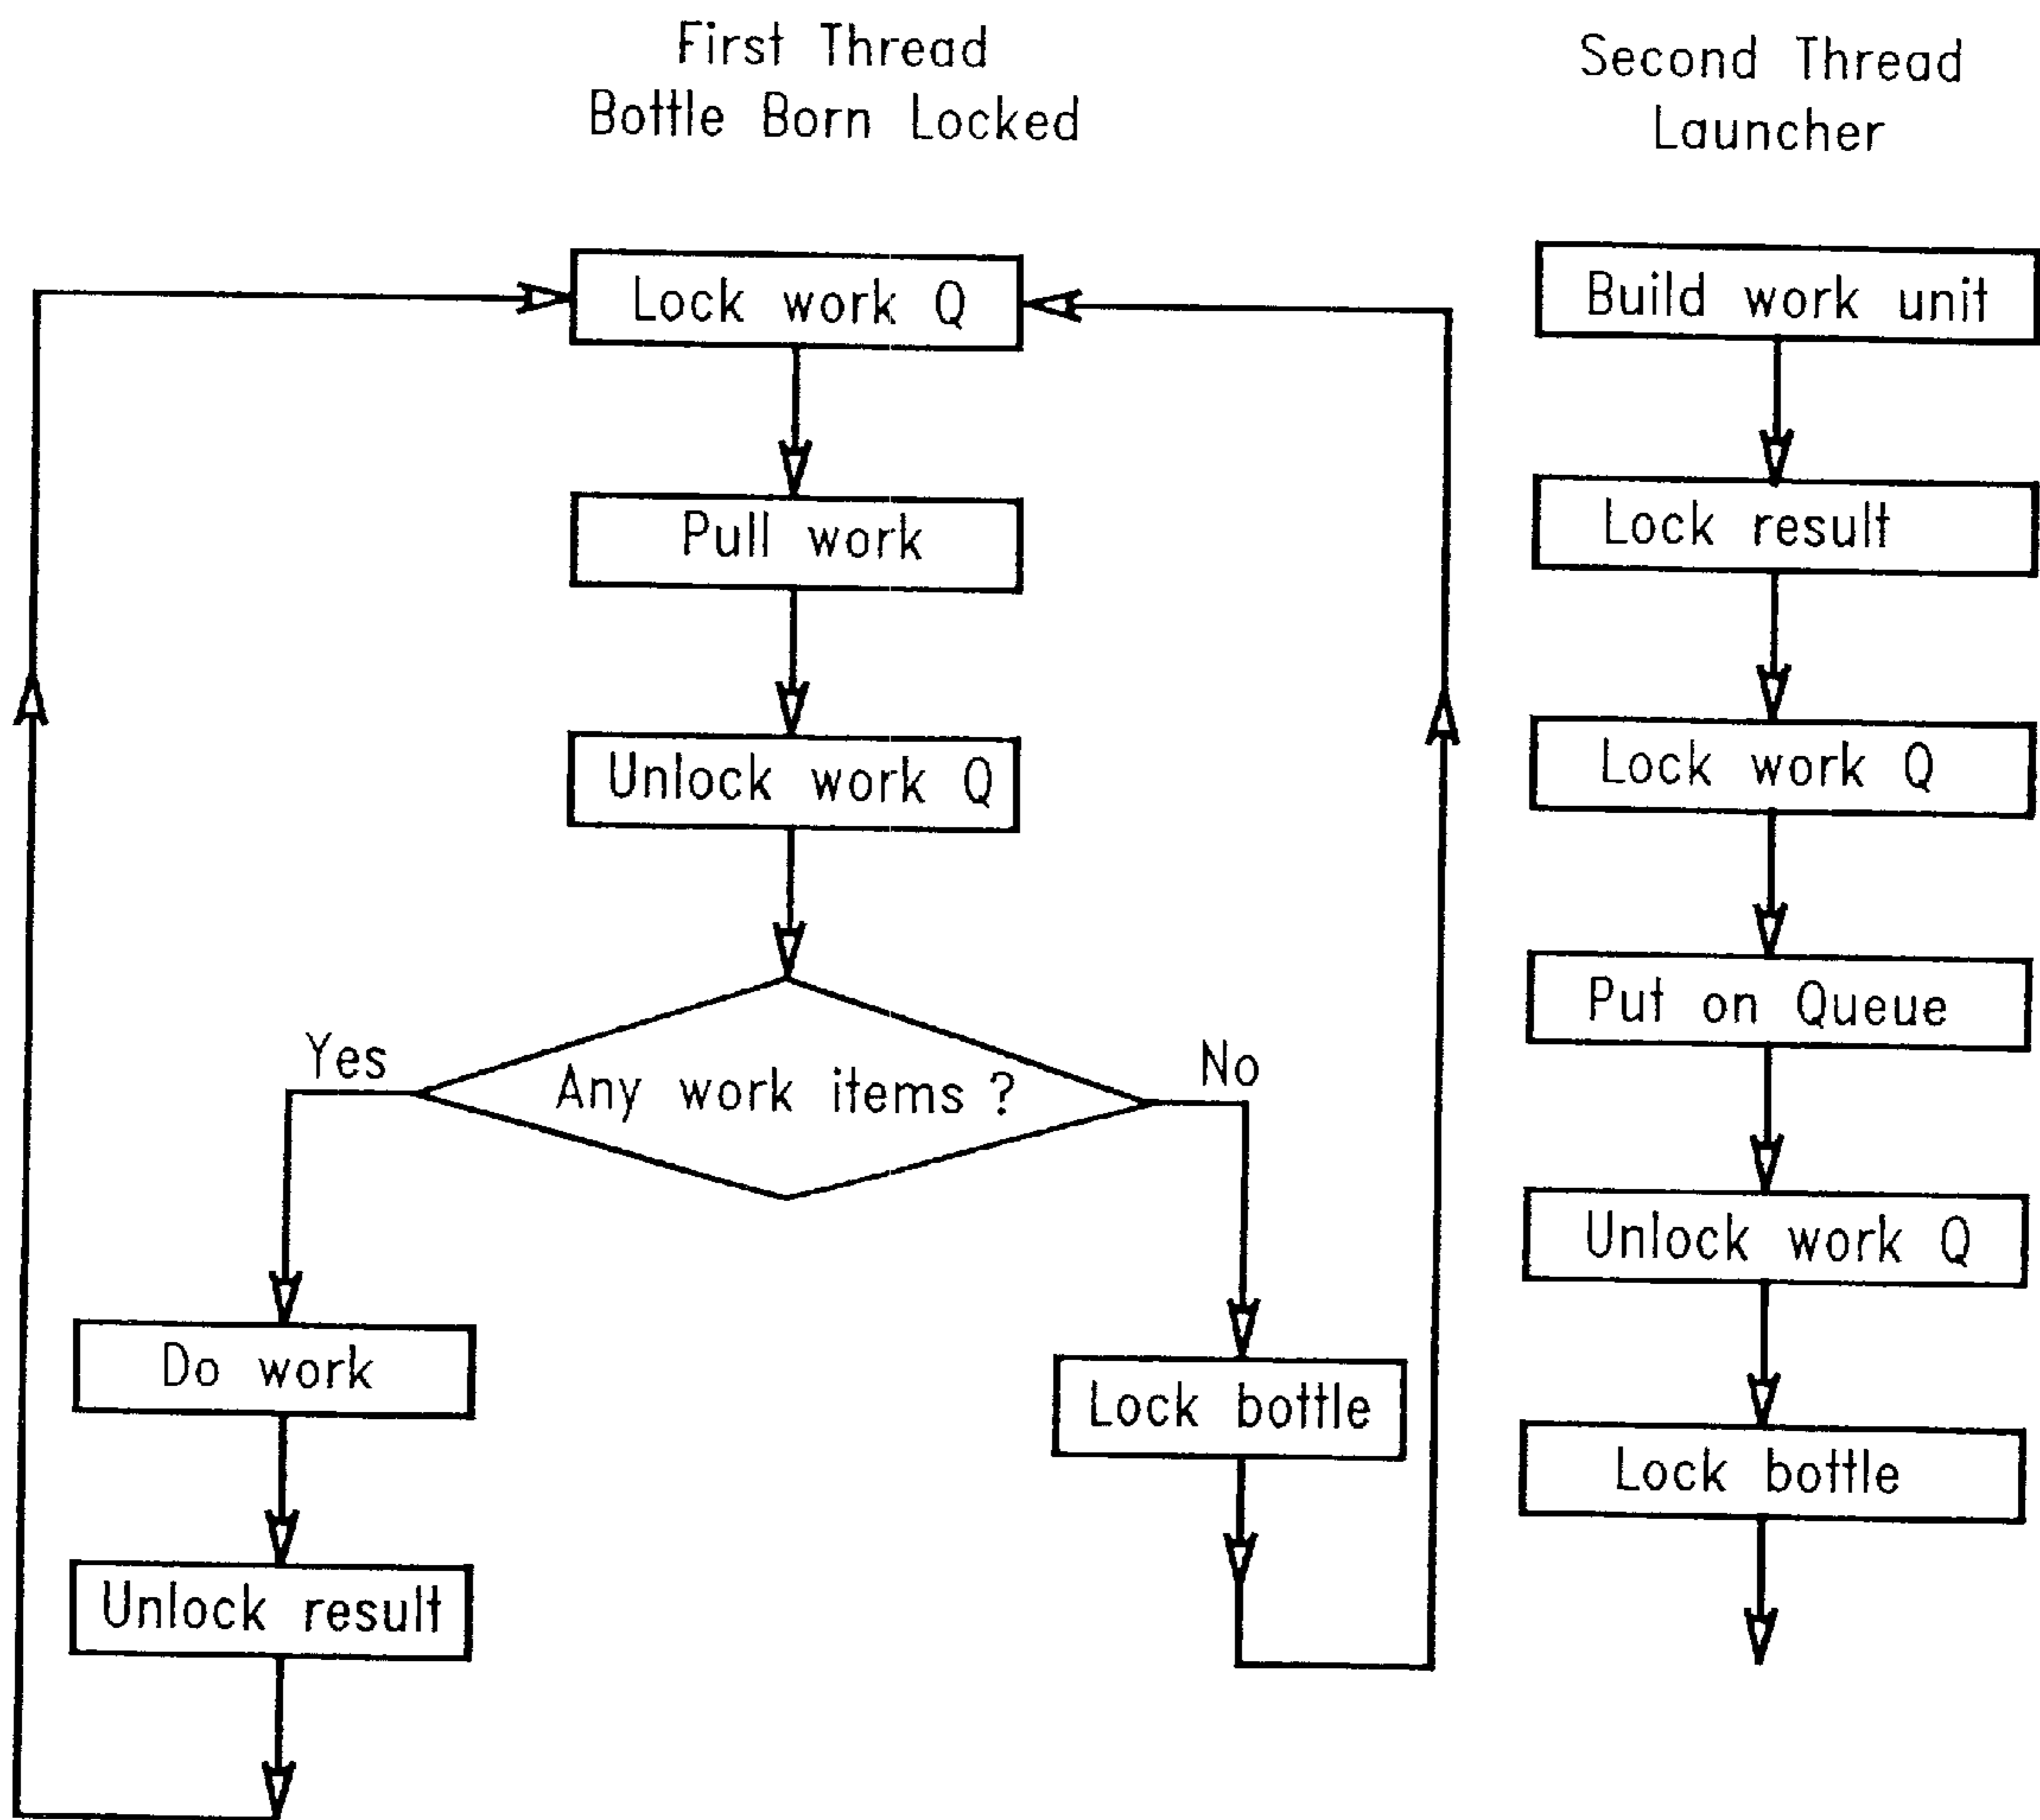 First Thread
Bottle Born Locked
Lock work Q
Pull work
Unlock work Q
Any work items ?
Yes
No
Do work
Unlock result
Lock bottle
Second Thread
Launcher
Build work unit
Lock result
Lock work Q
Put on Queue
Unlock work Q
Lock bottle